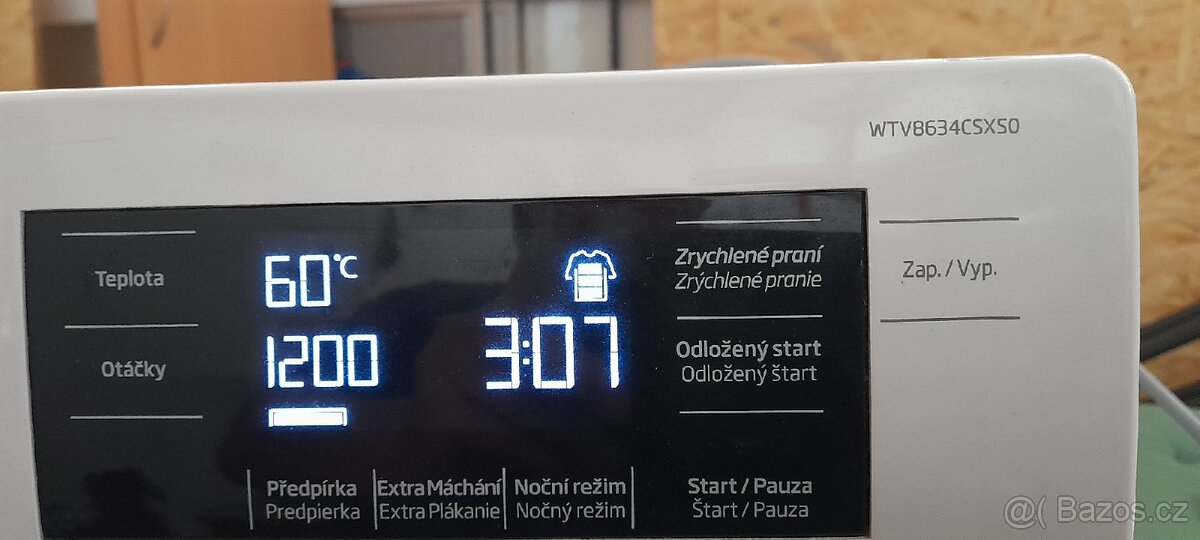 WTV8634CSXS0
Teplota
60°C
Zrychlené praní
Zrýchlené pranie
Zap. / Vyp.
Otáčky
1200
3:07
Odložený start
Odložený štart
Předpírka
Predpierka
Extra Máchání
Extra Plákanie
Noční režim
Nočný režim
Start / Pauza
Štart / Pauza
@( Bazos.cz